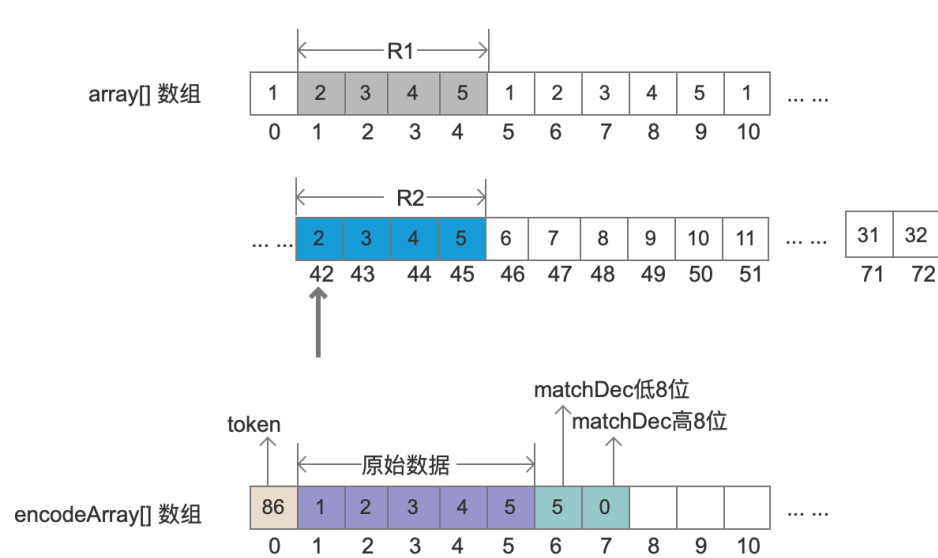 R1
array[] 数组 1 2 3 4 5 1 2 3 4 5 1 ... ...
0 1 2 3 4 5 6 7 8 9 10
R2
... ... 2 3 4 5 6 7 8 9 10 11 ... ... 31 32
42 43 44 45 46 47 48 49 50 51 71 72
matchDec低8位
token matchDec高8位
原始数据
encodeArray[] 数组 86 1 2 3 4 5 5 0 ... ...
0 1 2 3 4 5 6 7 8 9 10